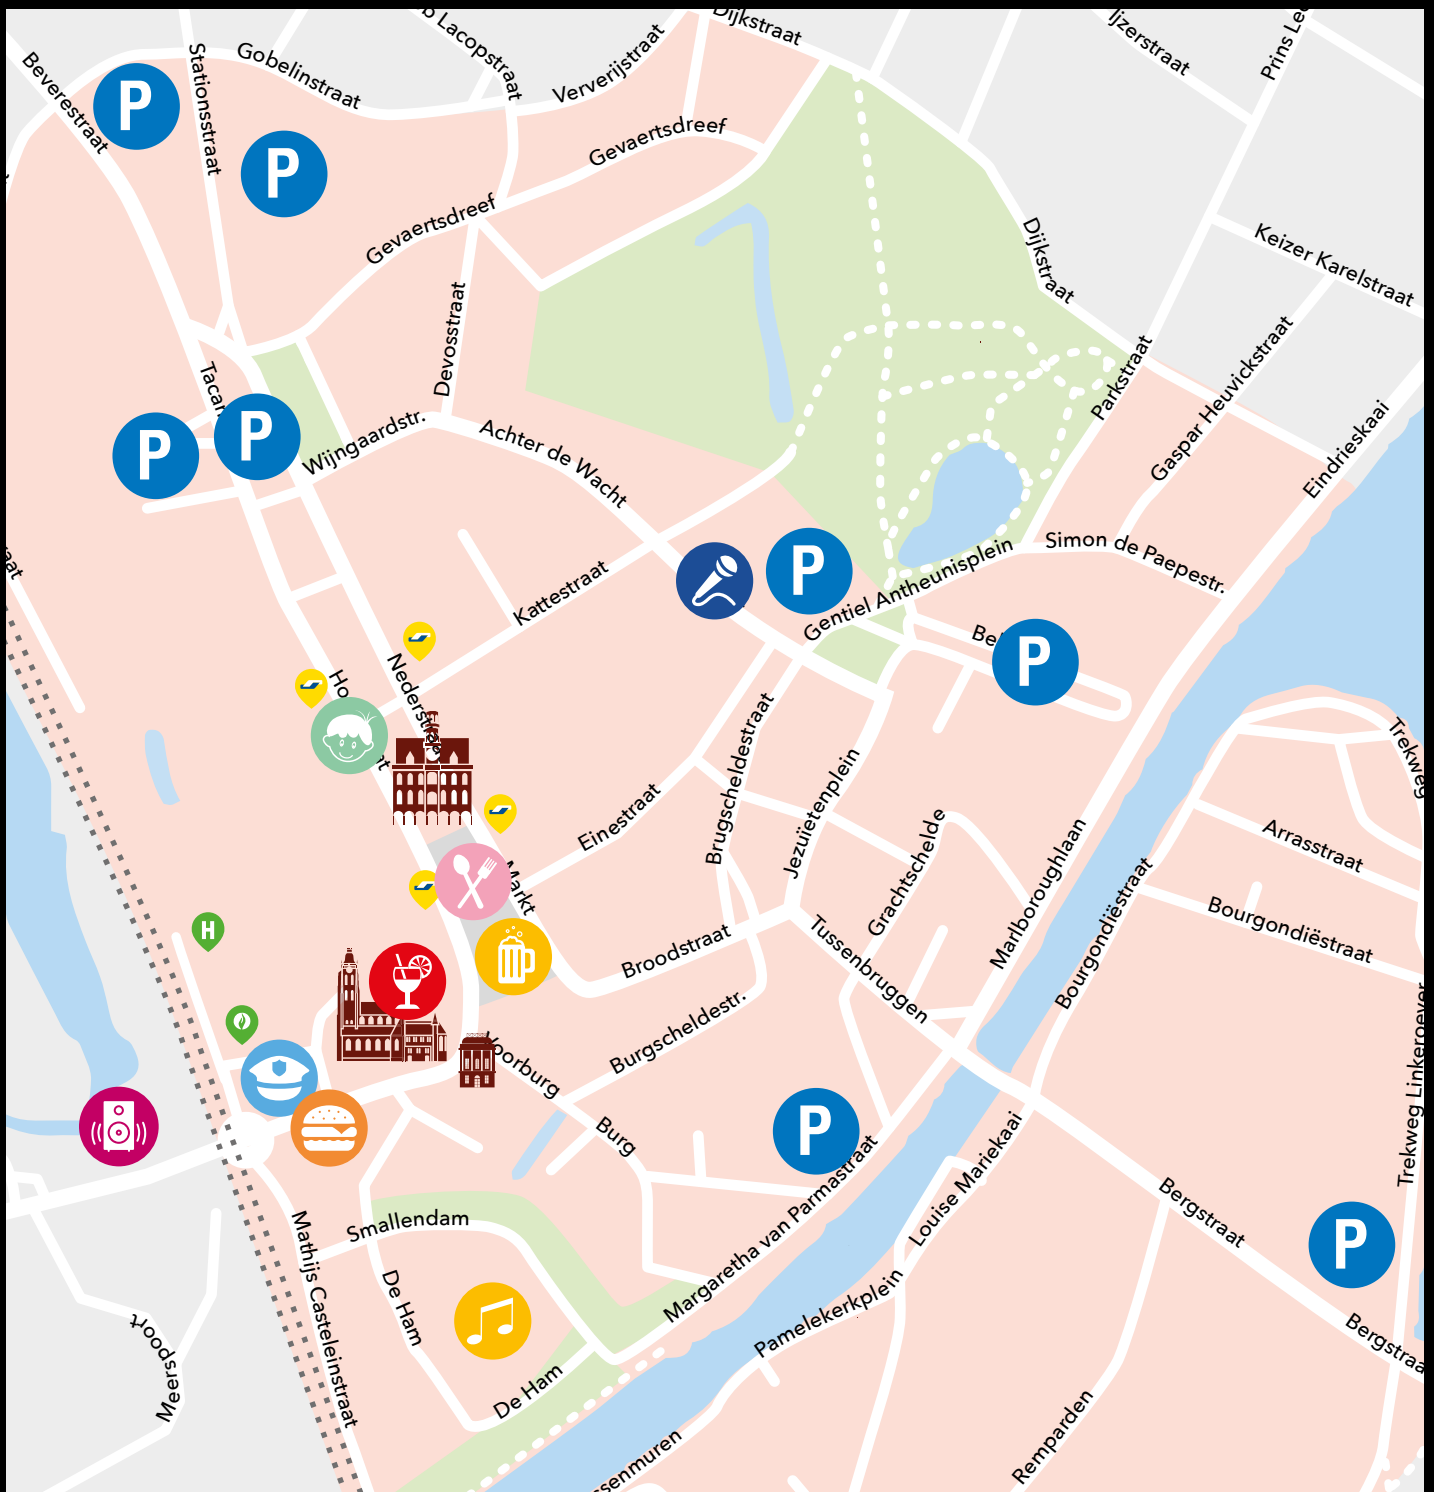 Dijkstraat
Lacopstraat
Ververijstraat
Gobelinstraat
Stationsstraat
Beverestraat
P
P
IJzerstraat
Gevaertsdreef
Gevaertsdreef
Dijkstraat
Keizer Karelstraat
Devosstraat
Parkstraat
Gaspar Heuvickstraat
Eindrieskaai
P
P
Wijngaardstr.
Achter de Wacht
Kattestraat
P
Gentiel Antheunisplein
Simon de Paepestr.
P
Nederstraat
Brugscheldestraat
Jezuïetenplein
Einestraat
Grachtschelde
Markt
Marlboroughlaan
Bourgondiëstraat
Arrasstraat
Bourgondiëstraat
Trekweg
H
Broodstraat
Tussenbruggen
Burgscheldestr.
Voorburg
Burg
P
Trekweg Linkeroever
Margaretha van Parmastraat
Louise Mariekaai
Bergstraat
P
Smallendam
Mathijs Casteleinstraat
De Ham
Pamelekerkplein
Bergstraa
Meerspoort
De Ham
Remparden